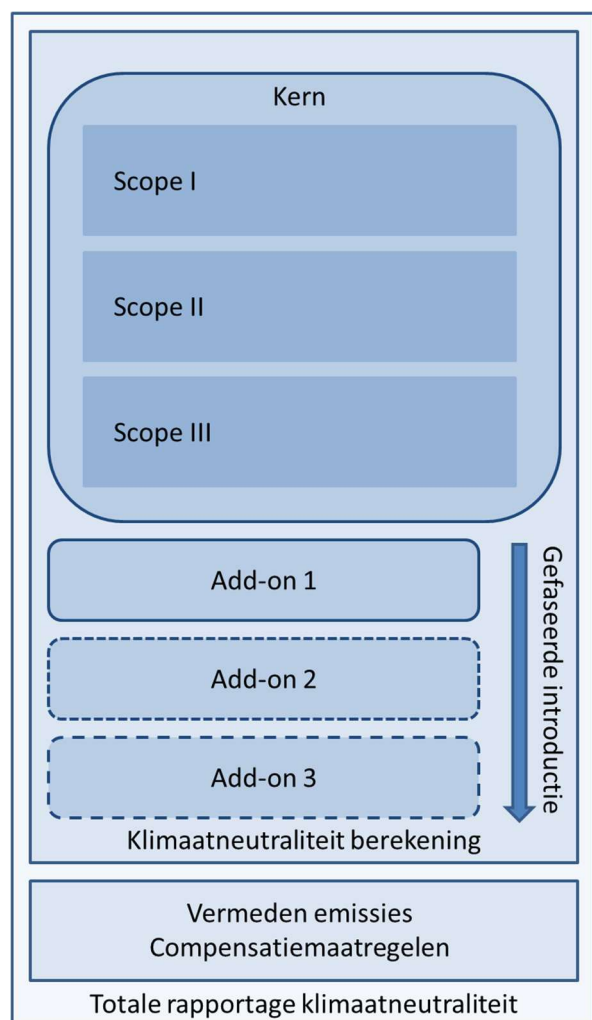 Kern
Scope I
Scope II
Scope III
Add-on 1
Add-on 2
Add-on 3
Gefaseerde introductie
Klimaatneutraliteit berekening
Vermeden emissies
Compensatiemaatregelen
Totale rapportage klimaatneutraliteit